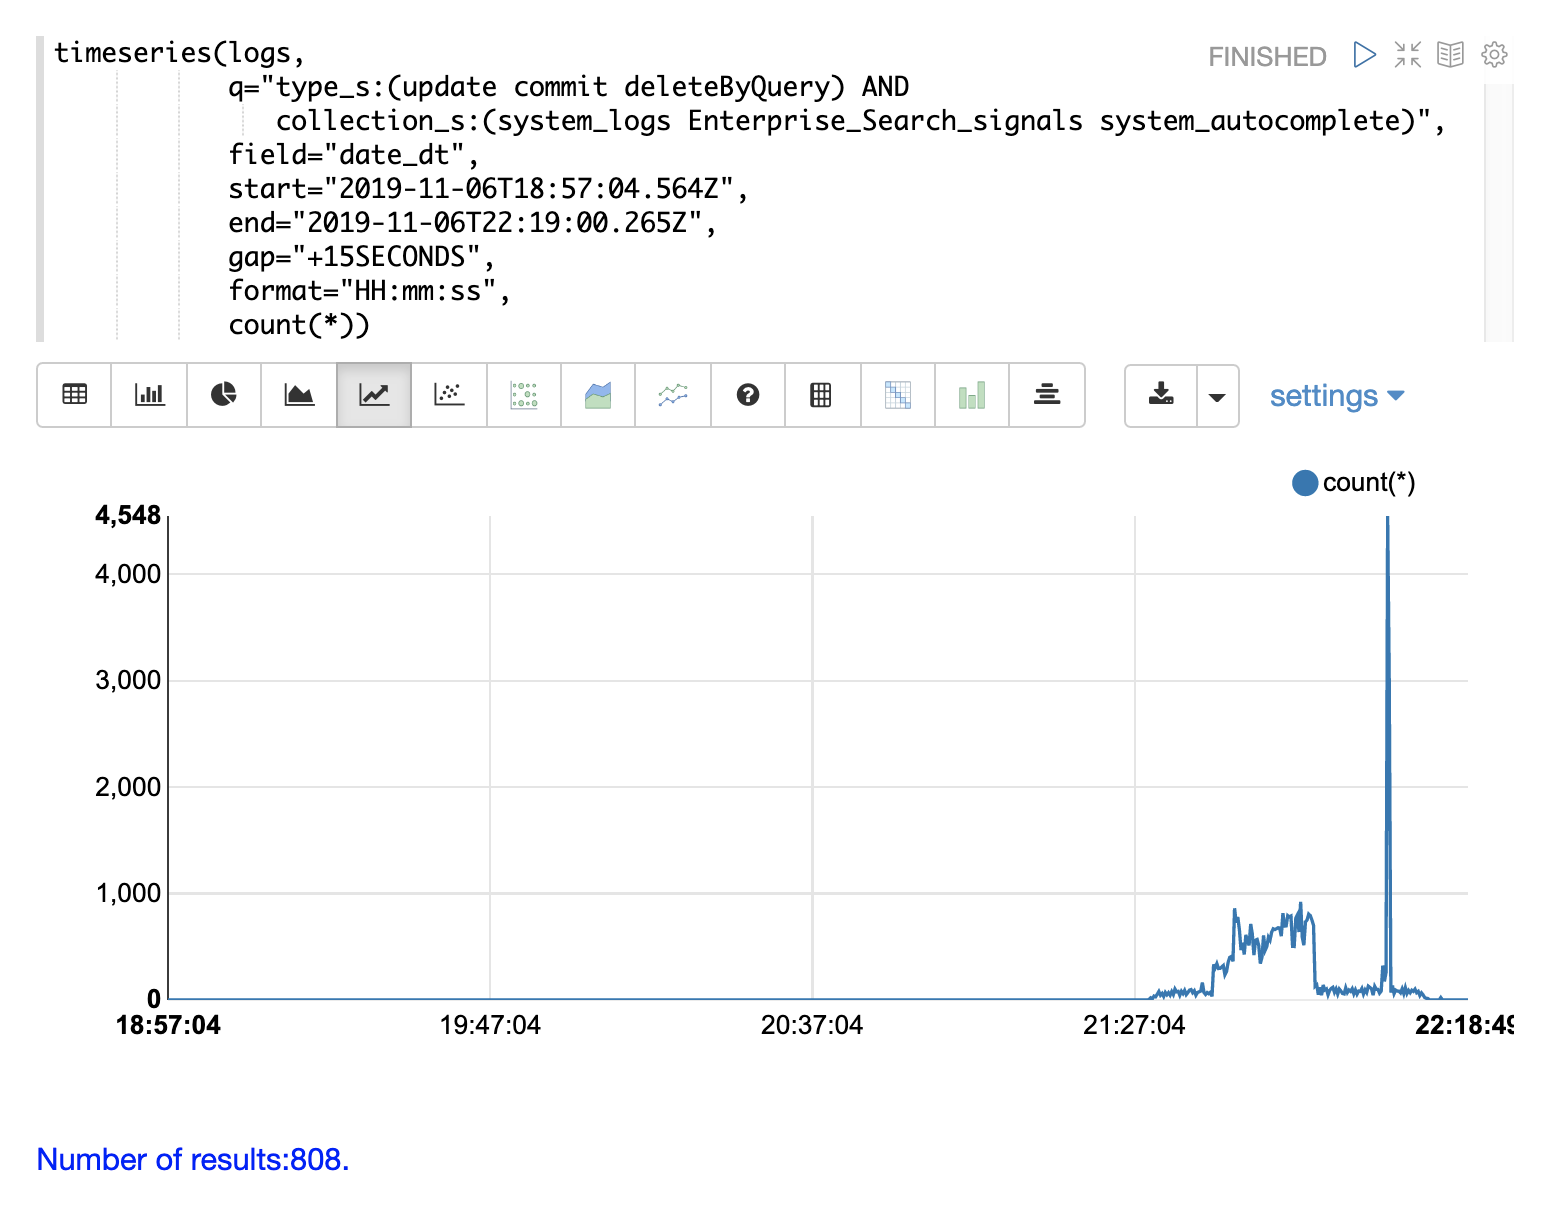 timeseries(logs,
q="type_s:(update commit deleteByQuery) AND
collection_s:(system_logs Enterprise_Search_signals system_autocomplete)",
field="date_dt",
start="2019-11-06T18:57:04.564Z",
end="2019-11-06T22:19:00.265Z",
gap="+15SECONDS",
format="HH:mm:ss",
count(*))
FINISHED
settings
count(*)
4,548
4,000
3,000
2,000
1,000
0
18:57:04 19:47:04 20:37:04 21:27:04 22:18:49
Number of results:808.